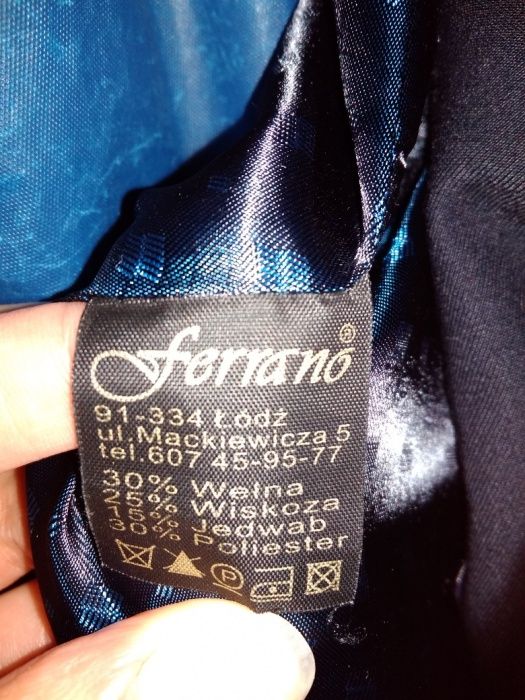 Ferrano®
91-334 Łódź
ul. Mackiewicza 5
tel. 607 45-95-77
30% Wełna
25% Wiskoza
15% Jedwab
30% Poliester
P